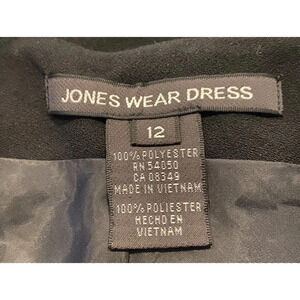 JONES WEAR DRESS
12
100% POLYESTER
RN 54050
CA 08349
MADE IN VIETNAM
100% POLIESTER
HECHO EN
VIETNAM